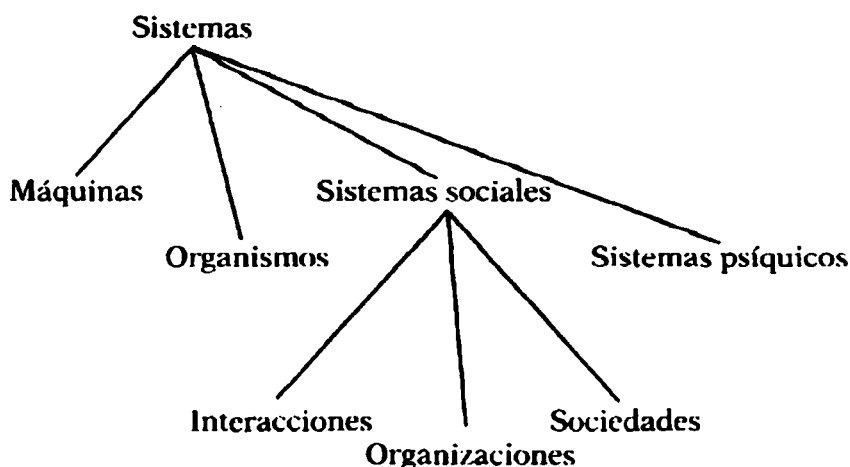 Sistemas
Máquinas
Sistemas sociales
Organismos
Sistemas psíquicos
Interacciones
Sociedades
Organizaciones